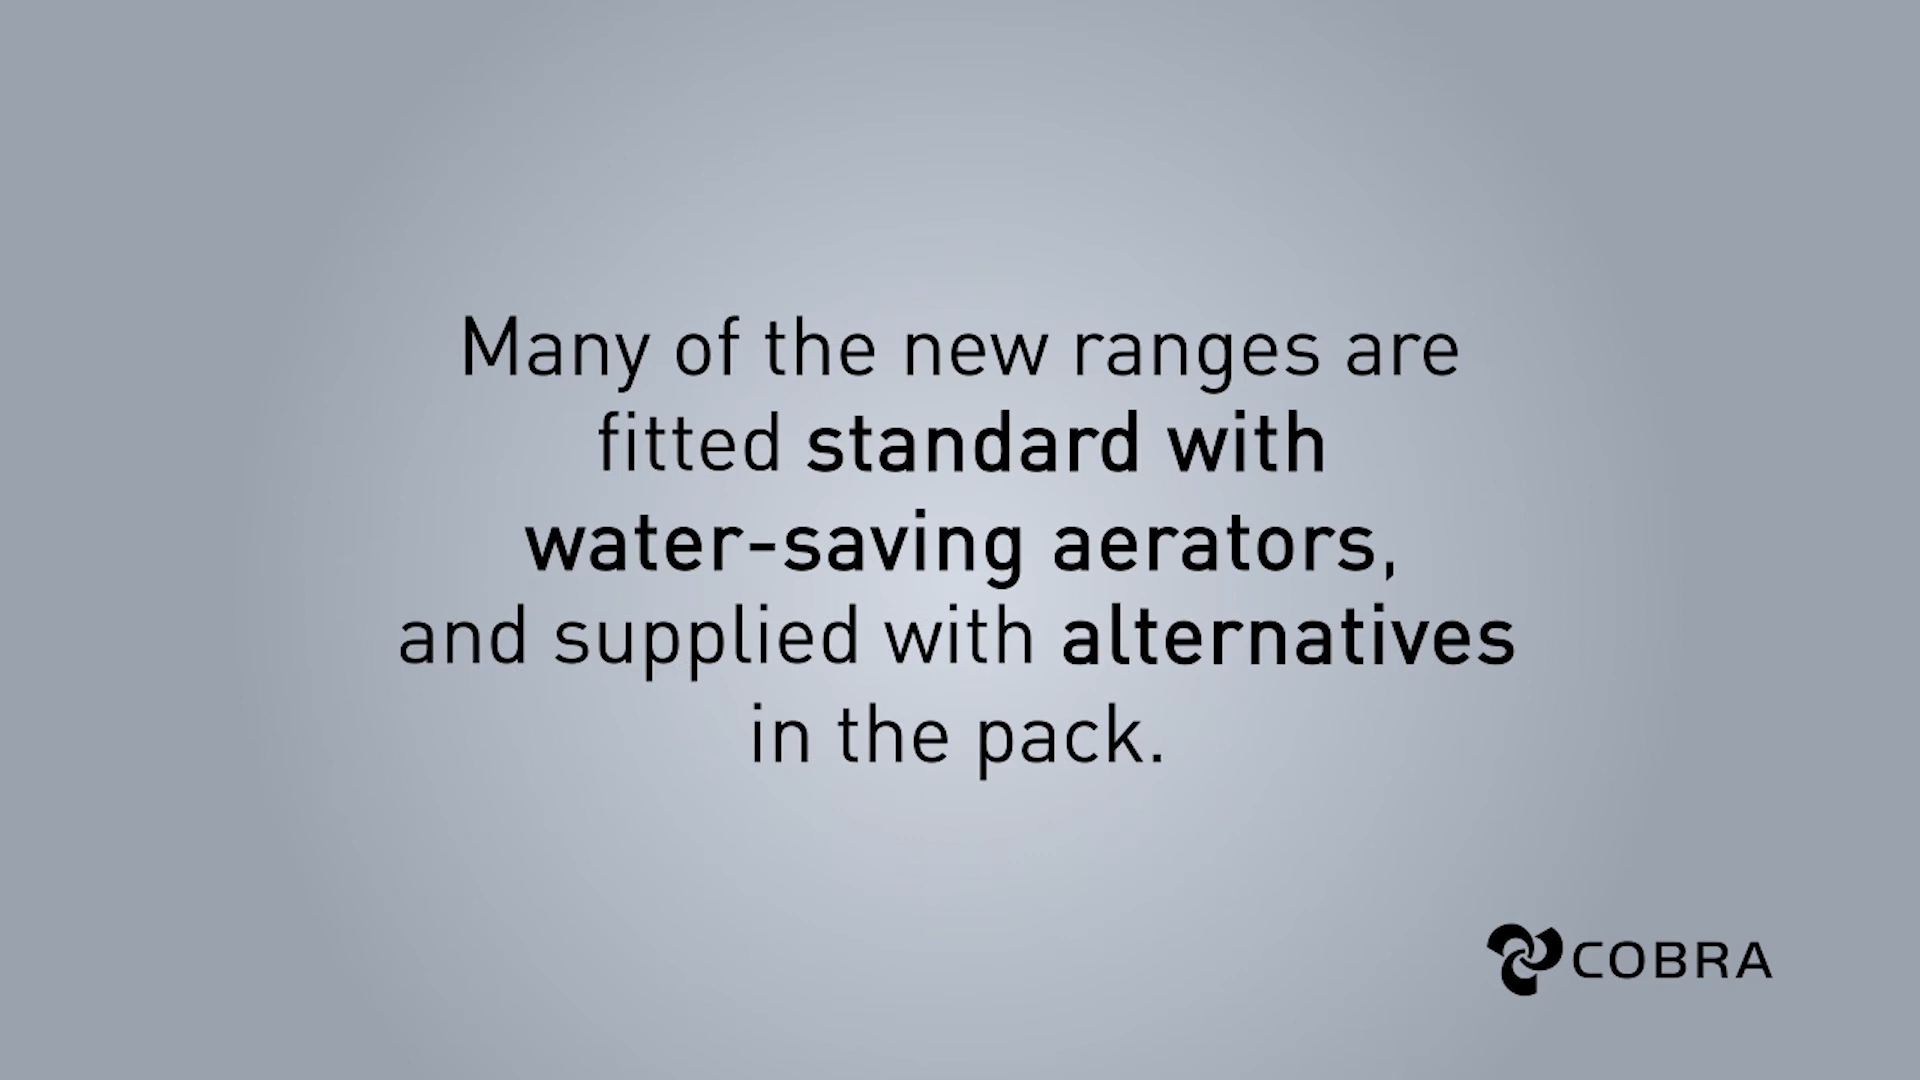 Many of the new ranges are
fitted standard with
water-saving aerators,
and supplied with alternatives
in the pack.
COBRA